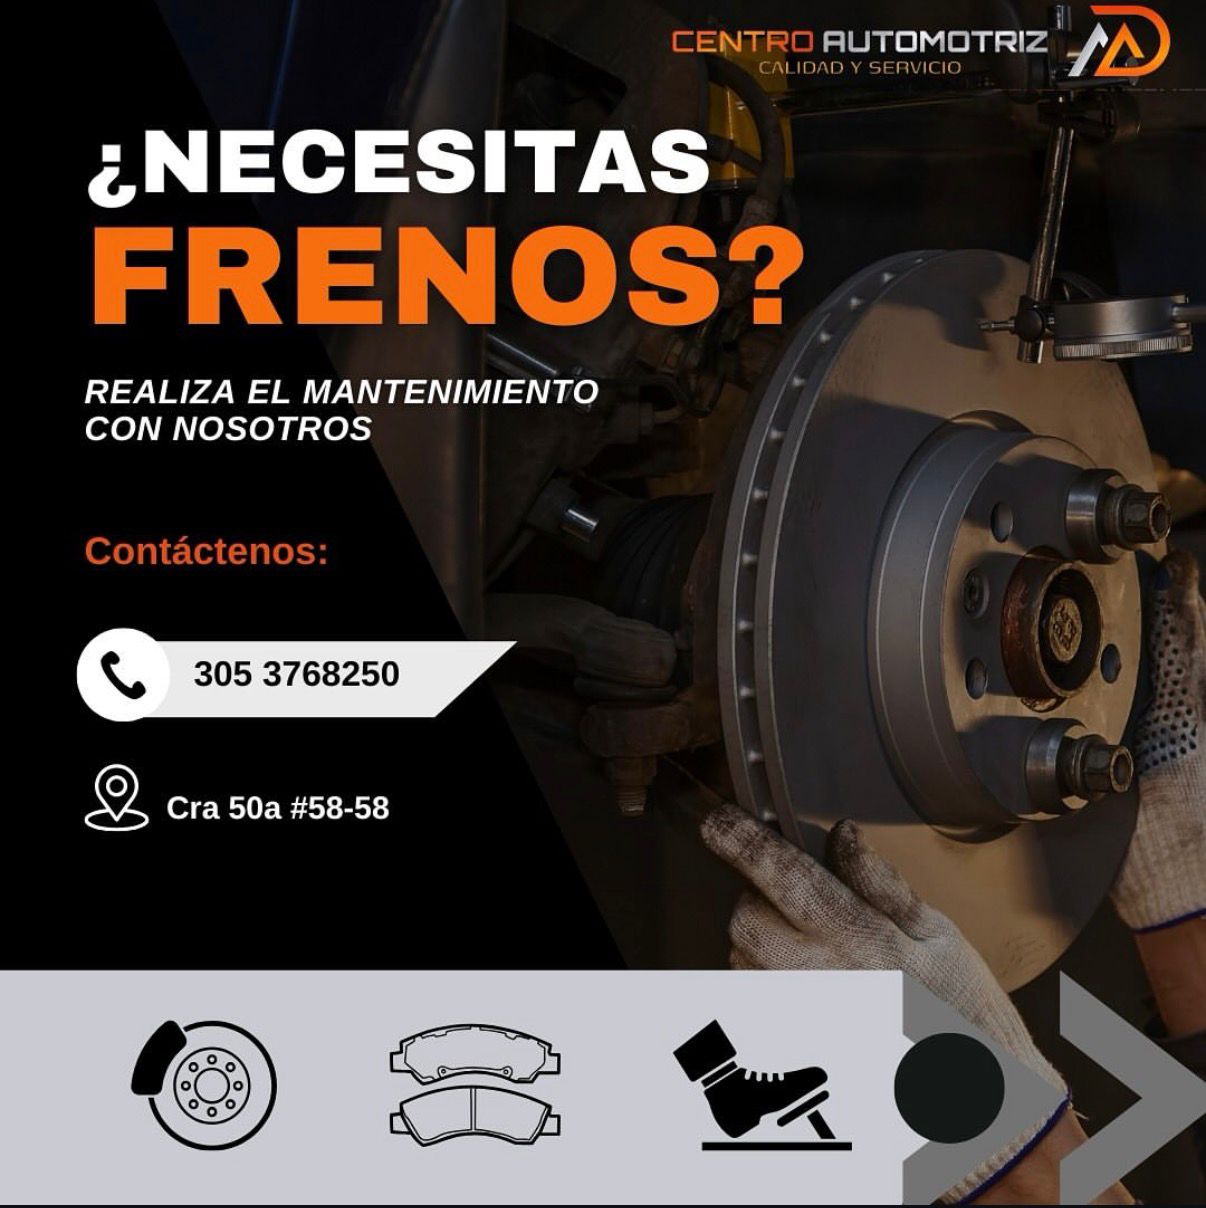 CENTRO AUTOMOTRIZ
CALIDAD Y SERVICIO
¿NECESITAS
FRENOS?
REALIZA EL MANTENIMIENTO
CON NOSOTROS
Contáctenos:
305 3768250
Cra 50a #58-58